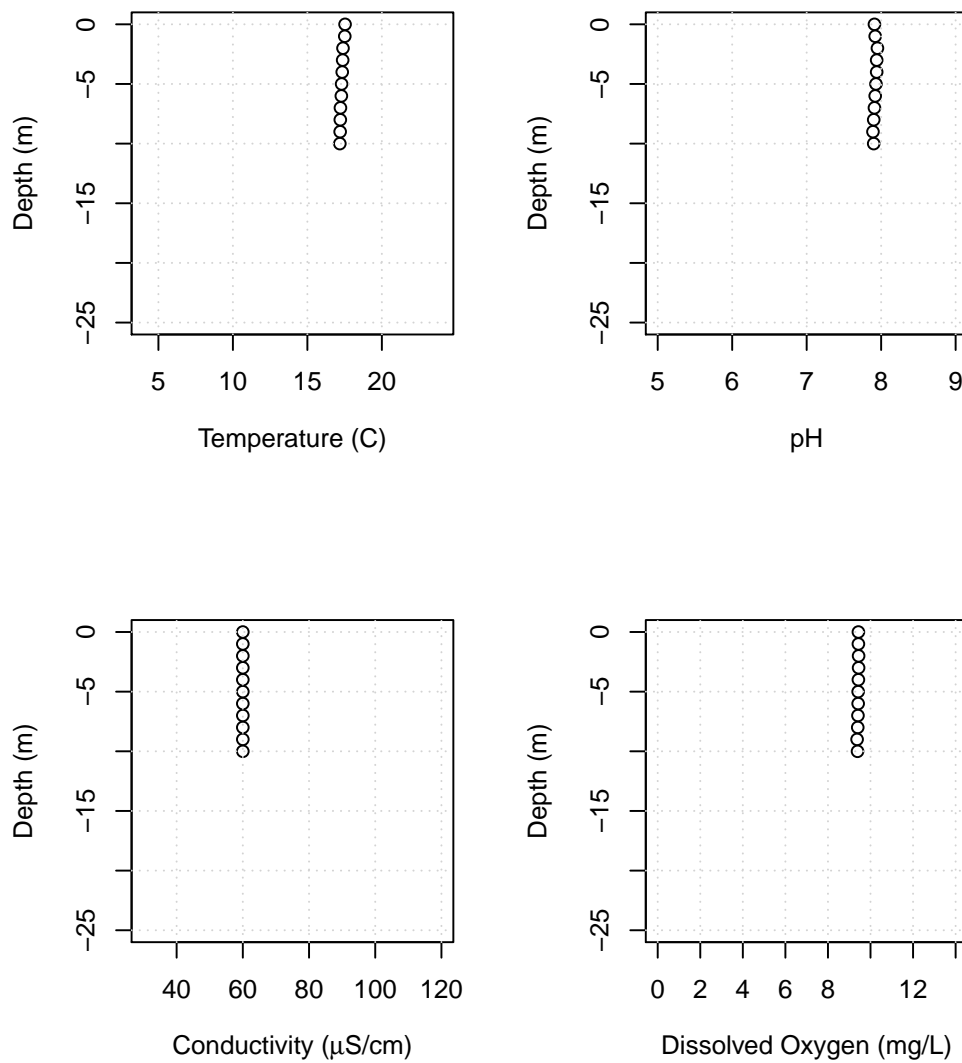 0
−5
−15
−25
Depth (m)
5 10 15 20
Temperature (C)
0
−5
−15
−25
Depth (m)
5 6 7 8 9
pH
0
−5
−15
−25
Depth (m)
40 60 80 100 120
Conductivity (μS/cm)
0
−5
−15
−25
Depth (m)
0 2 4 6 8 12
Dissolved Oxygen (mg/L)